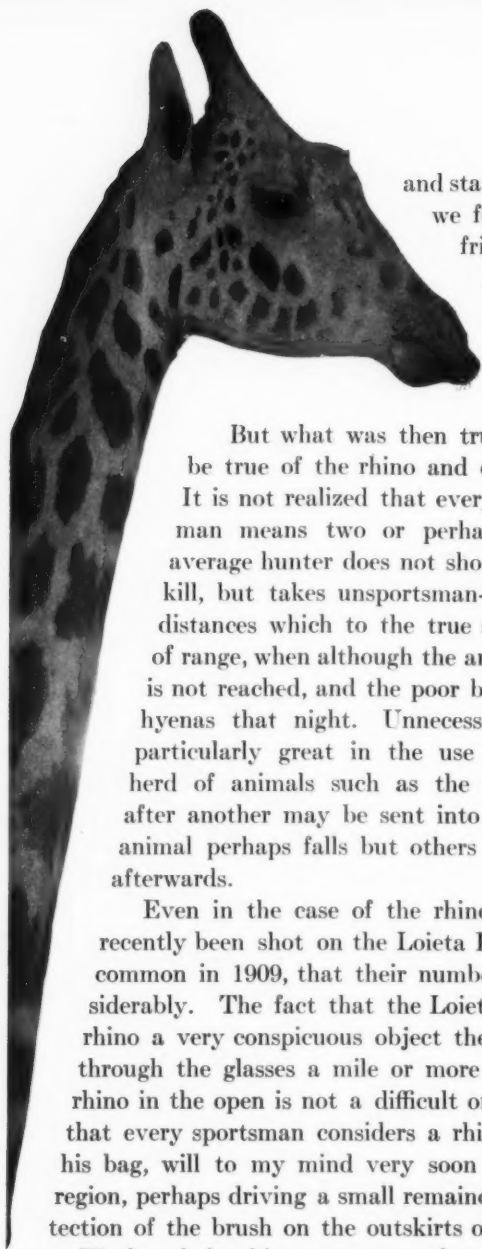 and sta
we f
fri
But what was then tru
be true of the rhino and
It is not realized that ever
man means two or perha
average hunter does not sho
kill, but takes unsportsman-
distances which to the true
of range, when although the an
is not reached, and the poor b
hyenas that night. Unnecess
particularly great in the use
herd of animals such as the
after another may be sent into
animal perhaps falls but others
afterwards.
Even in the case of the rhino
recently been shot on the Loieta
common in 1909, that their numbe
siderably. The fact that the Loiet
rhino a very conspicuous object the
through the glasses a mile or more
rhino in the open is not a difficult
that every sportsman considers a rhi
his bag, will to my mind very soon
region, perhaps driving a small remaine
tection of the brush on the outskirts